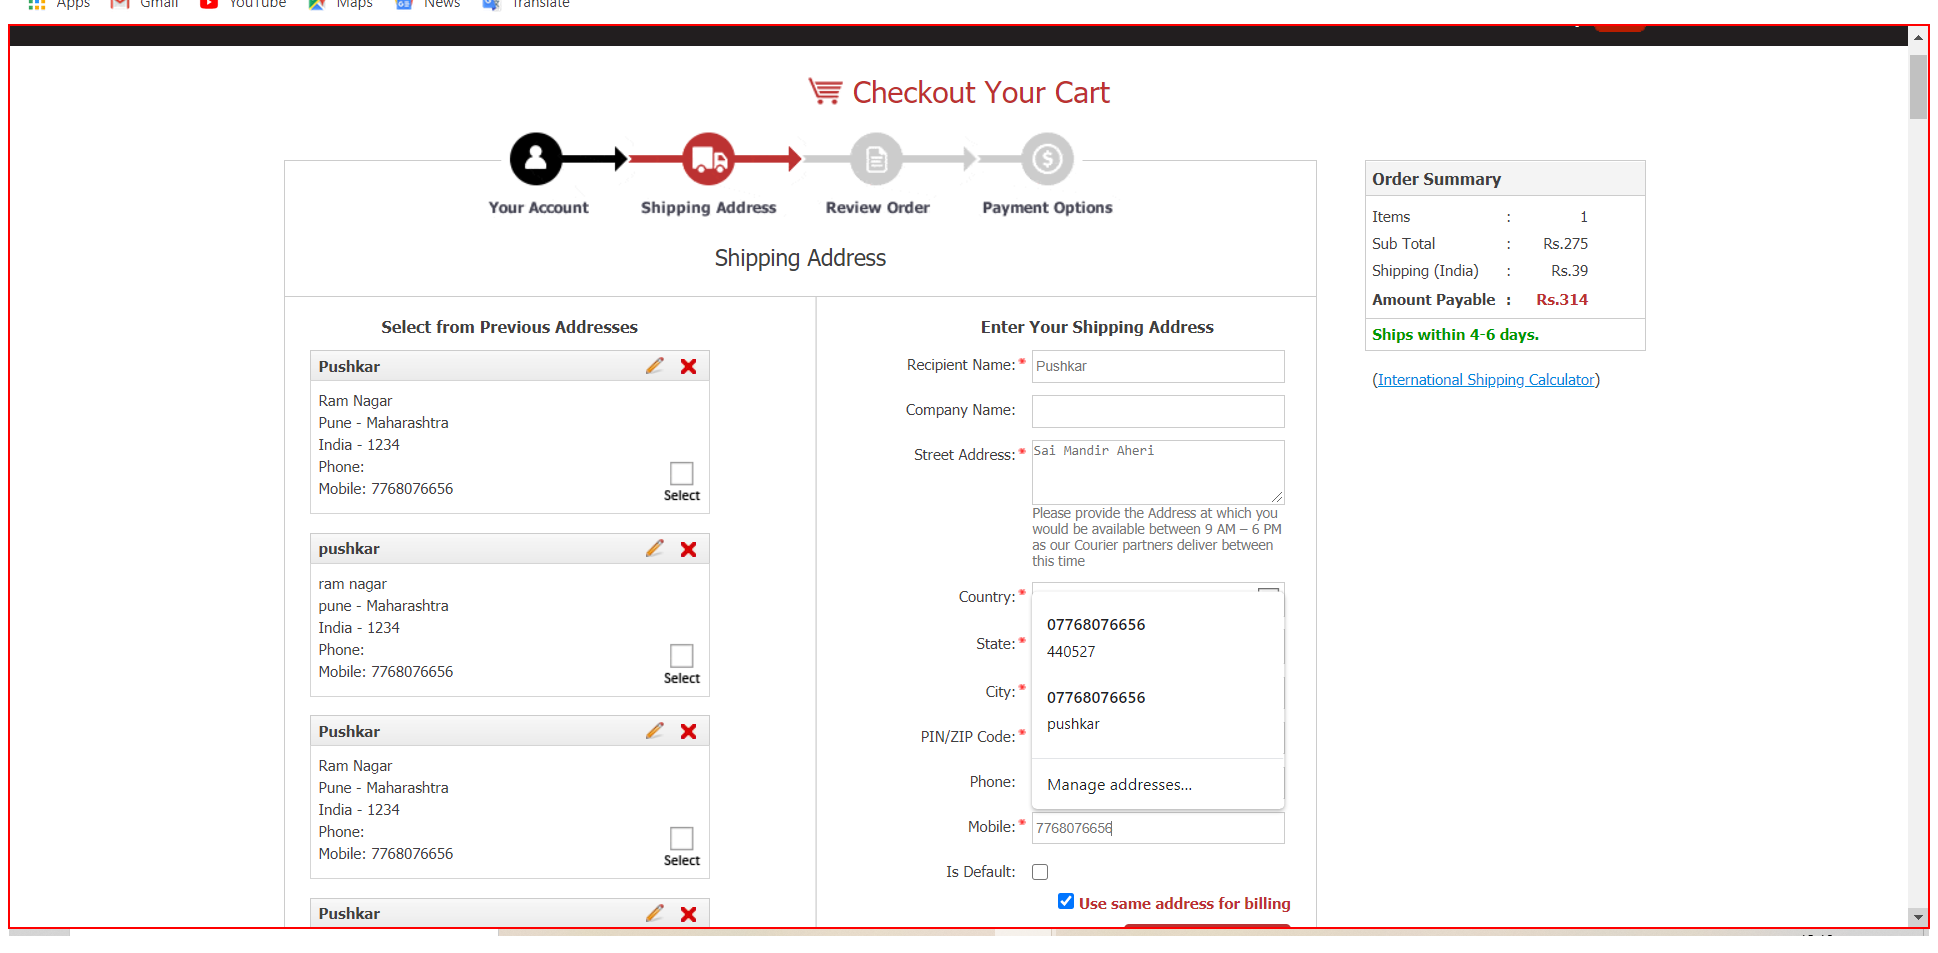 Apps Gmail YouTube Maps News Translate
Checkout Your Cart
Your Account Shipping Address Review Order Payment Options
Shipping Address
Select from Previous Addresses
Pushkar
Ram Nagar
Pune - Maharashtra
India - 1234
Phone:
Mobile: 7768076656
Select
pushkar
ram nagar
pune - Maharashtra
India - 1234
Phone:
Mobile: 7768076656
Select
Pushkar
Ram Nagar
Pune - Maharashtra
India - 1234
Phone:
Mobile: 7768076656
Select
Pushkar
Enter Your Shipping Address
Recipient Name:* Pushkar
Company Name:
Street Address:* Sai Mandir Aheri
Please provide the Address at which you
would be available between 9 AM – 6 PM
as our Courier partners deliver between
this time
Country:*
State:*
City:*
PIN/ZIP Code:*
Phone:
07768076656
440527
07768076656
pushkar
Manage addresses...
Mobile:* 7768076656
Is Default:
Use same address for billing
Order Summary
Items : 1
Sub Total : Rs.275
Shipping (India) : Rs.39
Amount Payable : Rs.314
Ships within 4-6 days.
(International Shipping Calculator)